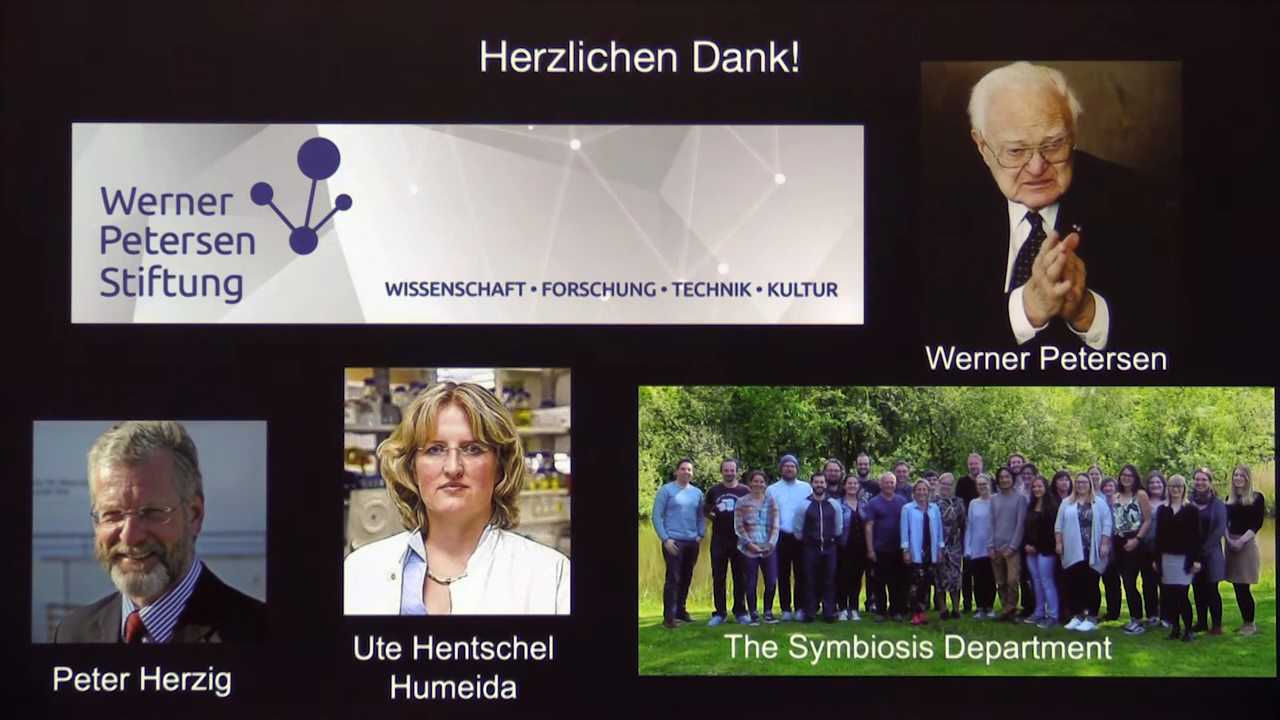 Herzlichen Dank!
Werner
Petersen
Stiftung
WISSENSCHAFT • FORSCHUNG • TECHNIK • KULTUR
Werner Petersen
Peter Herzig
Ute Hentschel
Humeida
The Symbiosis Department